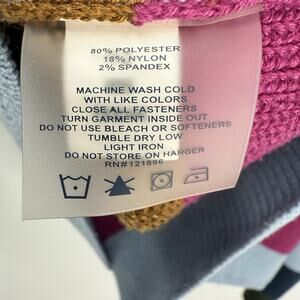 80% POLYESTER
18% NYLON
2% SPANDEX
MACHINE WASH COLD
WITH LIKE COLORS
CLOSE ALL FASTENERS
TURN GARMENT INSIDE OUT
DO NOT USE BLEACH OR SOFTENERS
TUMBLE DRY LOW
LIGHT IRON
DO NOT STORE ON HANGER
RN#121896